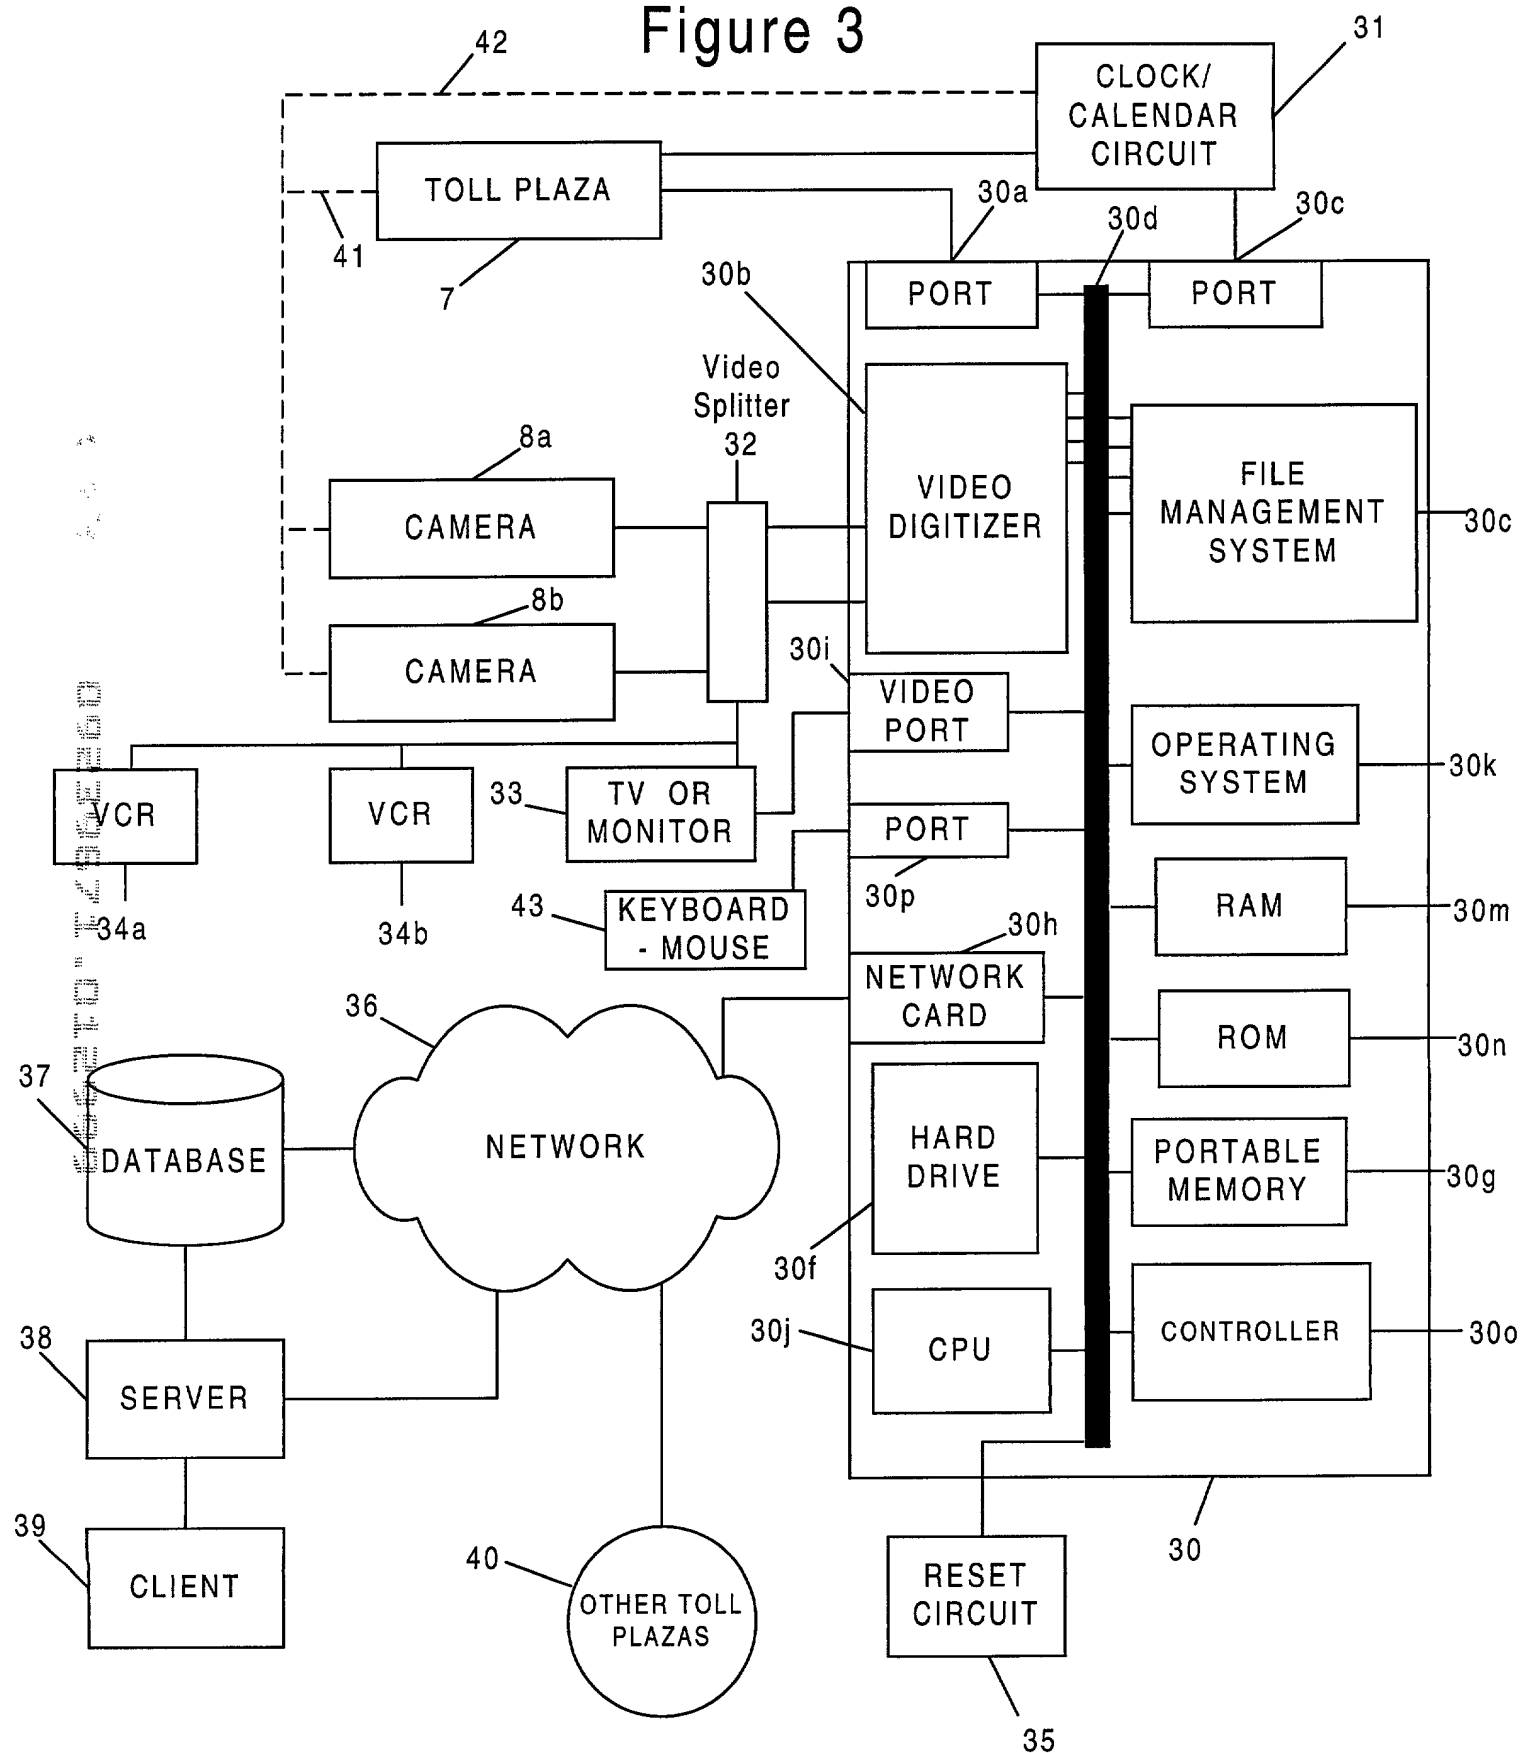 Figure 3
42
31
CLOCK/
CALENDAR
CIRCUIT
TOLL PLAZA
41
7
30a
30d
30c
30b
PORT
PORT
Video
Splitter
32
8a
CAMERA
8b
CAMERA
VIDEO
DIGITIZER
FILE
MANAGEMENT
SYSTEM
30c
30i
VIDEO
PORT
OPERATING
SYSTEM
30k
VCR
34a
VCR
34b
33
TV OR
MONITOR
PORT
30p
43
KEYBOARD
- MOUSE
RAM
30m
30h
NETWORK
CARD
ROM
30n
36
NETWORK
37
DATABASE
HARD
DRIVE
30f
PORTABLE
MEMORY
30g
30j
CPU
CONTROLLER
30o
38
SERVER
39
CLIENT
40
OTHER TOLL
PLAZAS
30
RESET
CIRCUIT
35